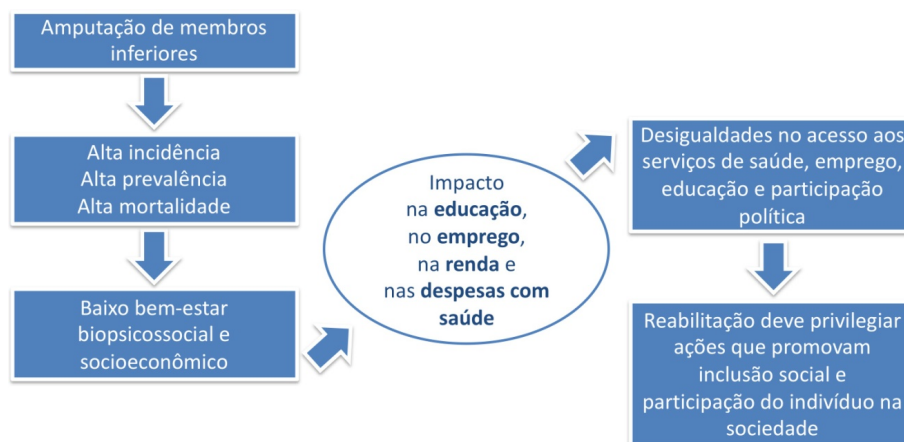 Amputação de membros
inferiores
Alta incidência
Alta prevalência
Alta mortalidade
Baixo bem-estar
biopsicossocial e
socioeconômico
Impacto
na educação,
no emprego,
na renda e
nas despesas com
saúde
Desigualdades no acesso aos
serviços de saúde, emprego,
educação e participação
política
Reabilitação deve privilegiar
ações que promovam
inclusão social e
participação do indivíduo na
sociedade